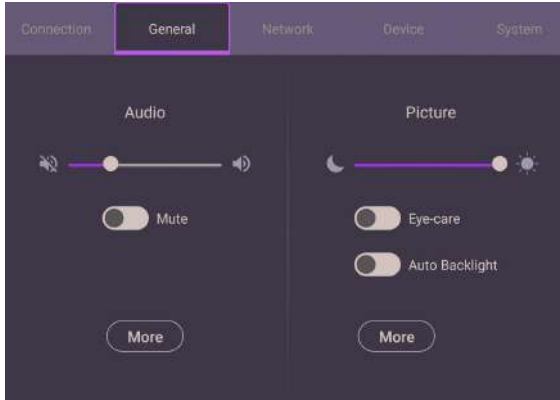 Connection General Network Device System
Audio
Picture
Mute
Eye-care
Auto Backlight
More
More